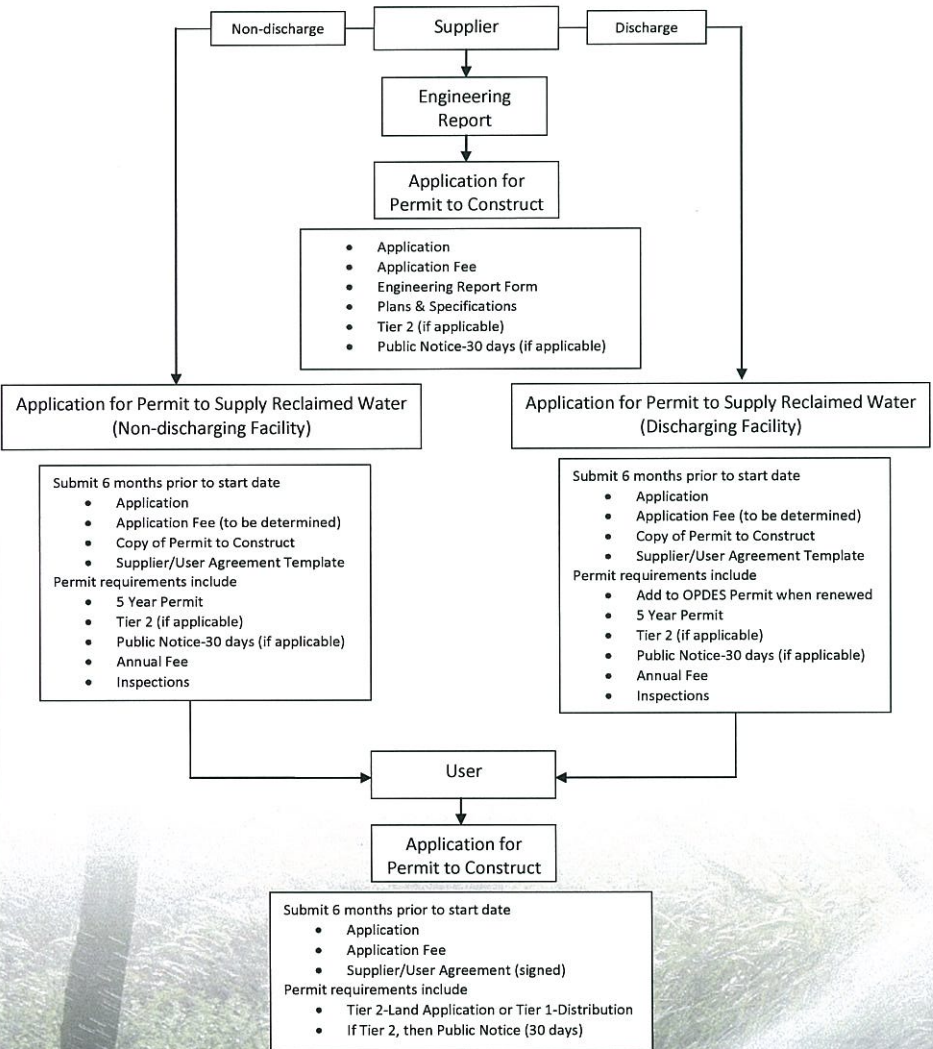 Non-discharge
Supplier
Discharge
Engineering
Report
Application for
Permit to Construct
• Application
• Application Fee
• Engineering Report Form
• Plans & Specifications
• Tier 2 (if applicable)
• Public Notice-30 days (if applicable)
Application for Permit to Supply Reclaimed Water
(Non-discharging Facility)
Submit 6 months prior to start date
• Application
• Application Fee (to be determined)
• Copy of Permit to Construct
• Supplier/User Agreement Template
Permit requirements include
• 5 Year Permit
• Tier 2 (if applicable)
• Public Notice-30 days (if applicable)
• Annual Fee
• Inspections
Application for Permit to Supply Reclaimed Water
(Discharging Facility)
Submit 6 months prior to start date
• Application
• Application Fee (to be determined)
• Copy of Permit to Construct
• Supplier/User Agreement Template
Permit requirements include
• Add to OPDES Permit when renewed
• 5 Year Permit
• Tier 2 (if applicable)
• Public Notice-30 days (if applicable)
• Annual Fee
• Inspections
User
Application for
Permit to Construct
Submit 6 months prior to start date
• Application
• Application Fee
• Supplier/User Agreement (signed)
Permit requirements include
• Tier 2-Land Application or Tier 1-Distribution
• If Tier 2, then Public Notice (30 days)